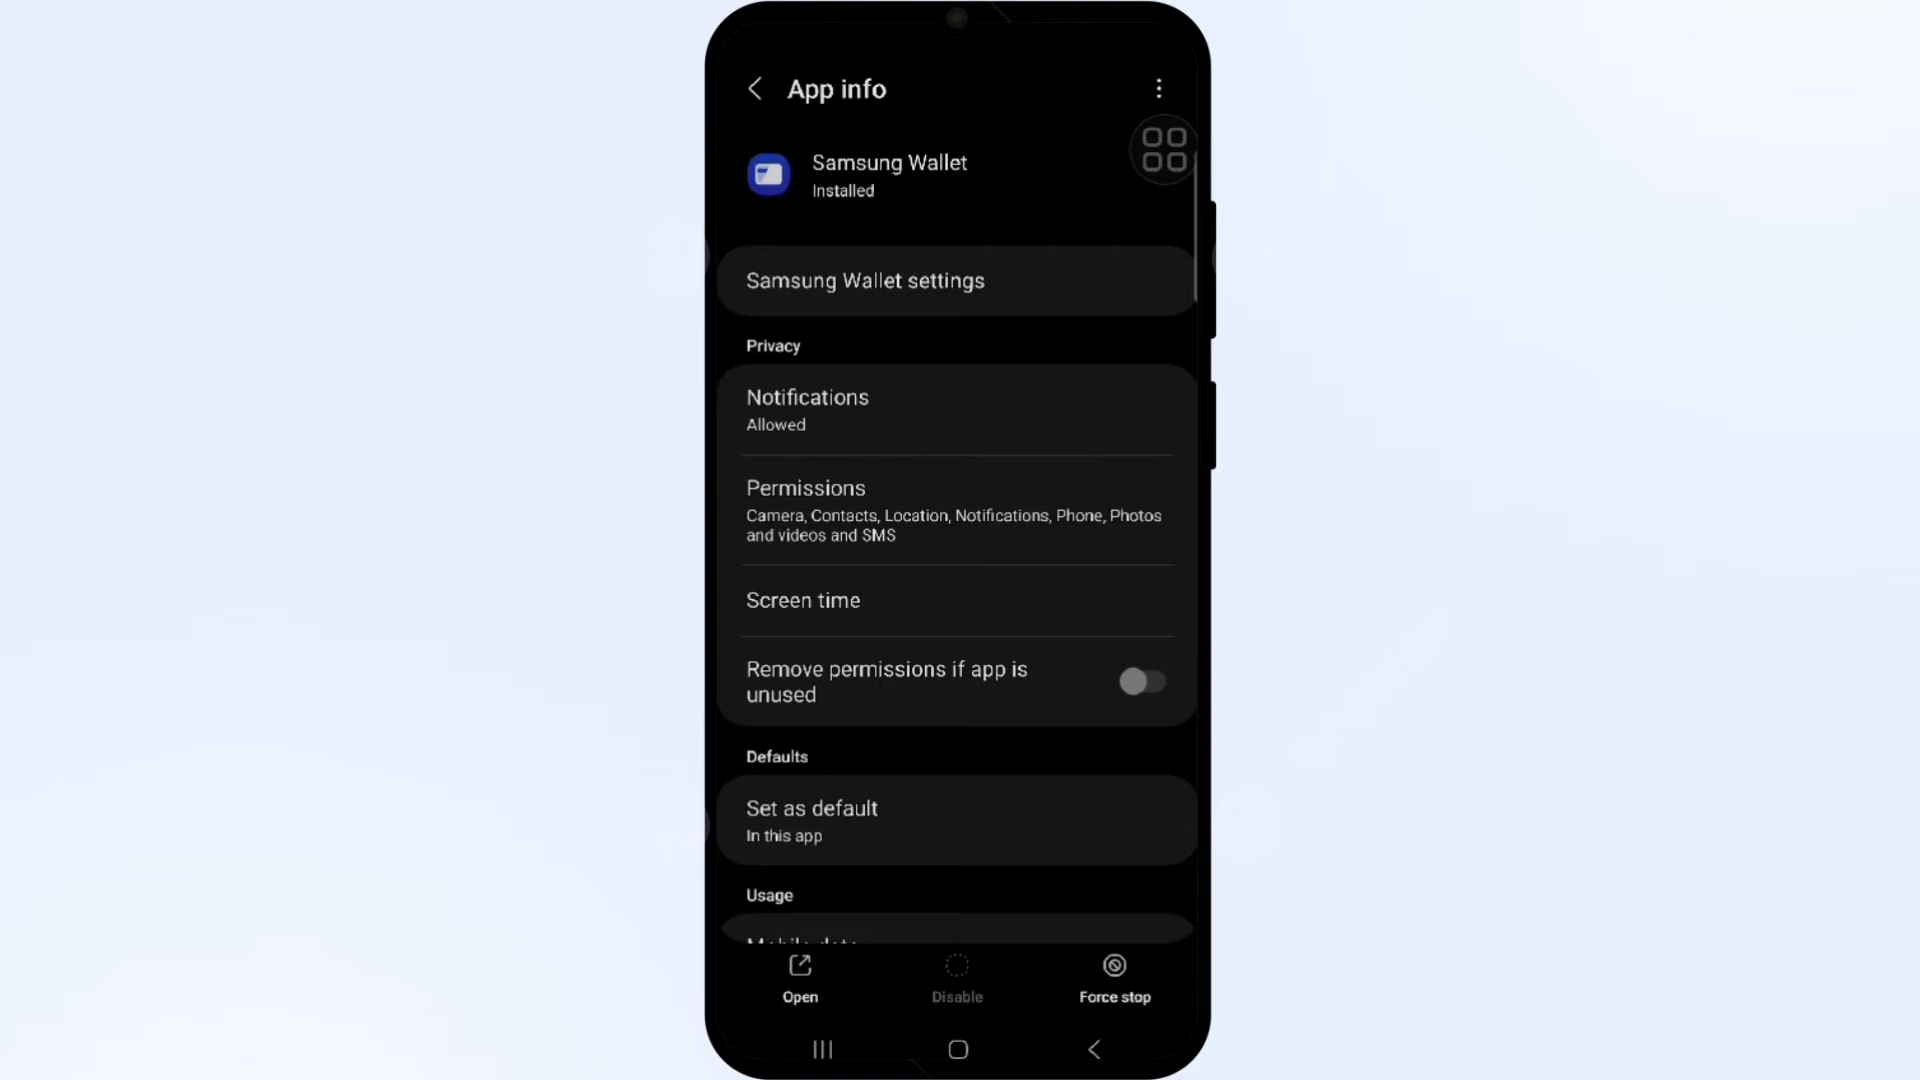 App info
Samsung Wallet
Installed
Samsung Wallet settings
Privacy
Notifications
Allowed
Permissions
Camera, Contacts, Location, Notifications, Phone, Photos
and videos and SMS
Screen time
Remove permissions if app is
unused
Defaults
Set as default
In this app
Usage
Mobile data
Open
Disable
Force stop